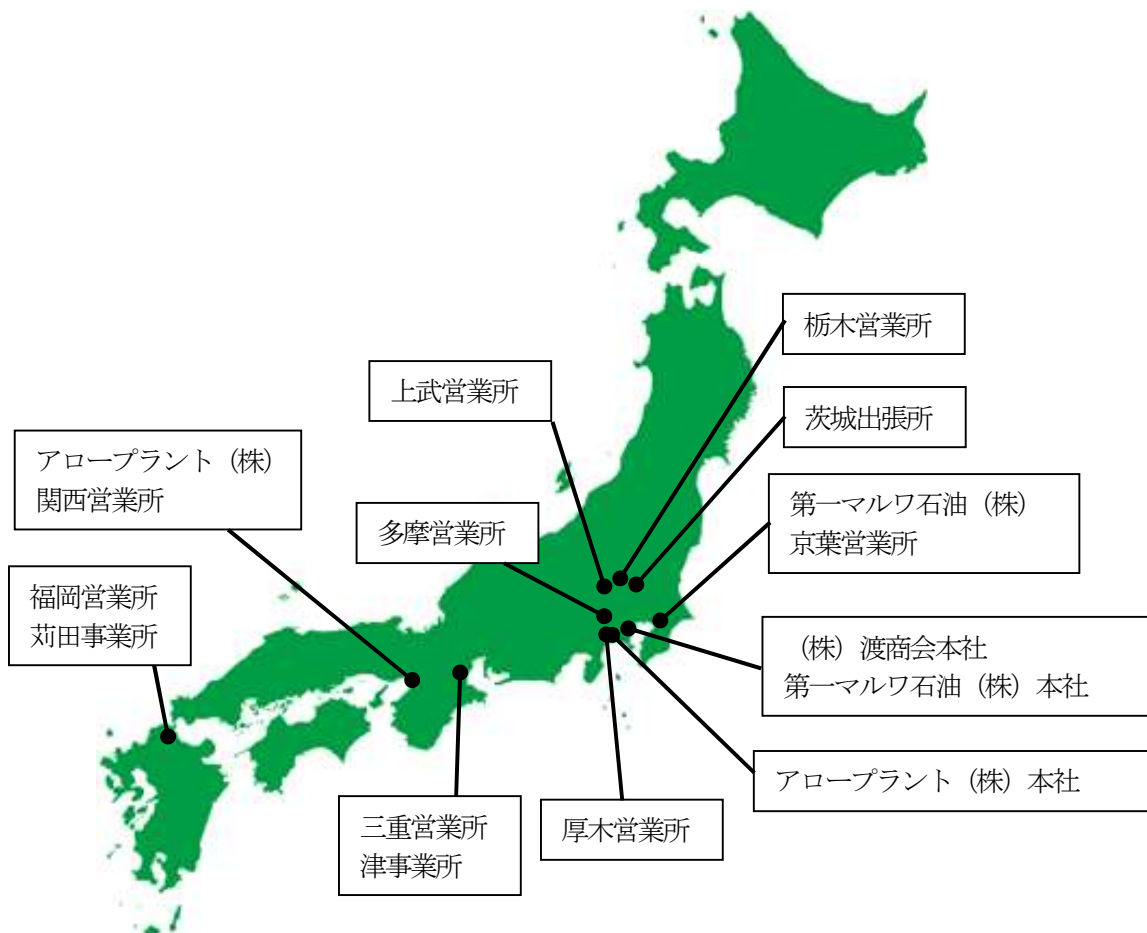 栃木営業所
上武営業所
茨城出張所
アロープラント（株）
関西営業所
多摩営業所
第一マルワ石油（株）
京葉営業所
福岡営業所
苅田事業所
（株）渡商会本社
第一マルワ石油（株）本社
アロープラント（株）本社
三重営業所
津事業所
厚木営業所